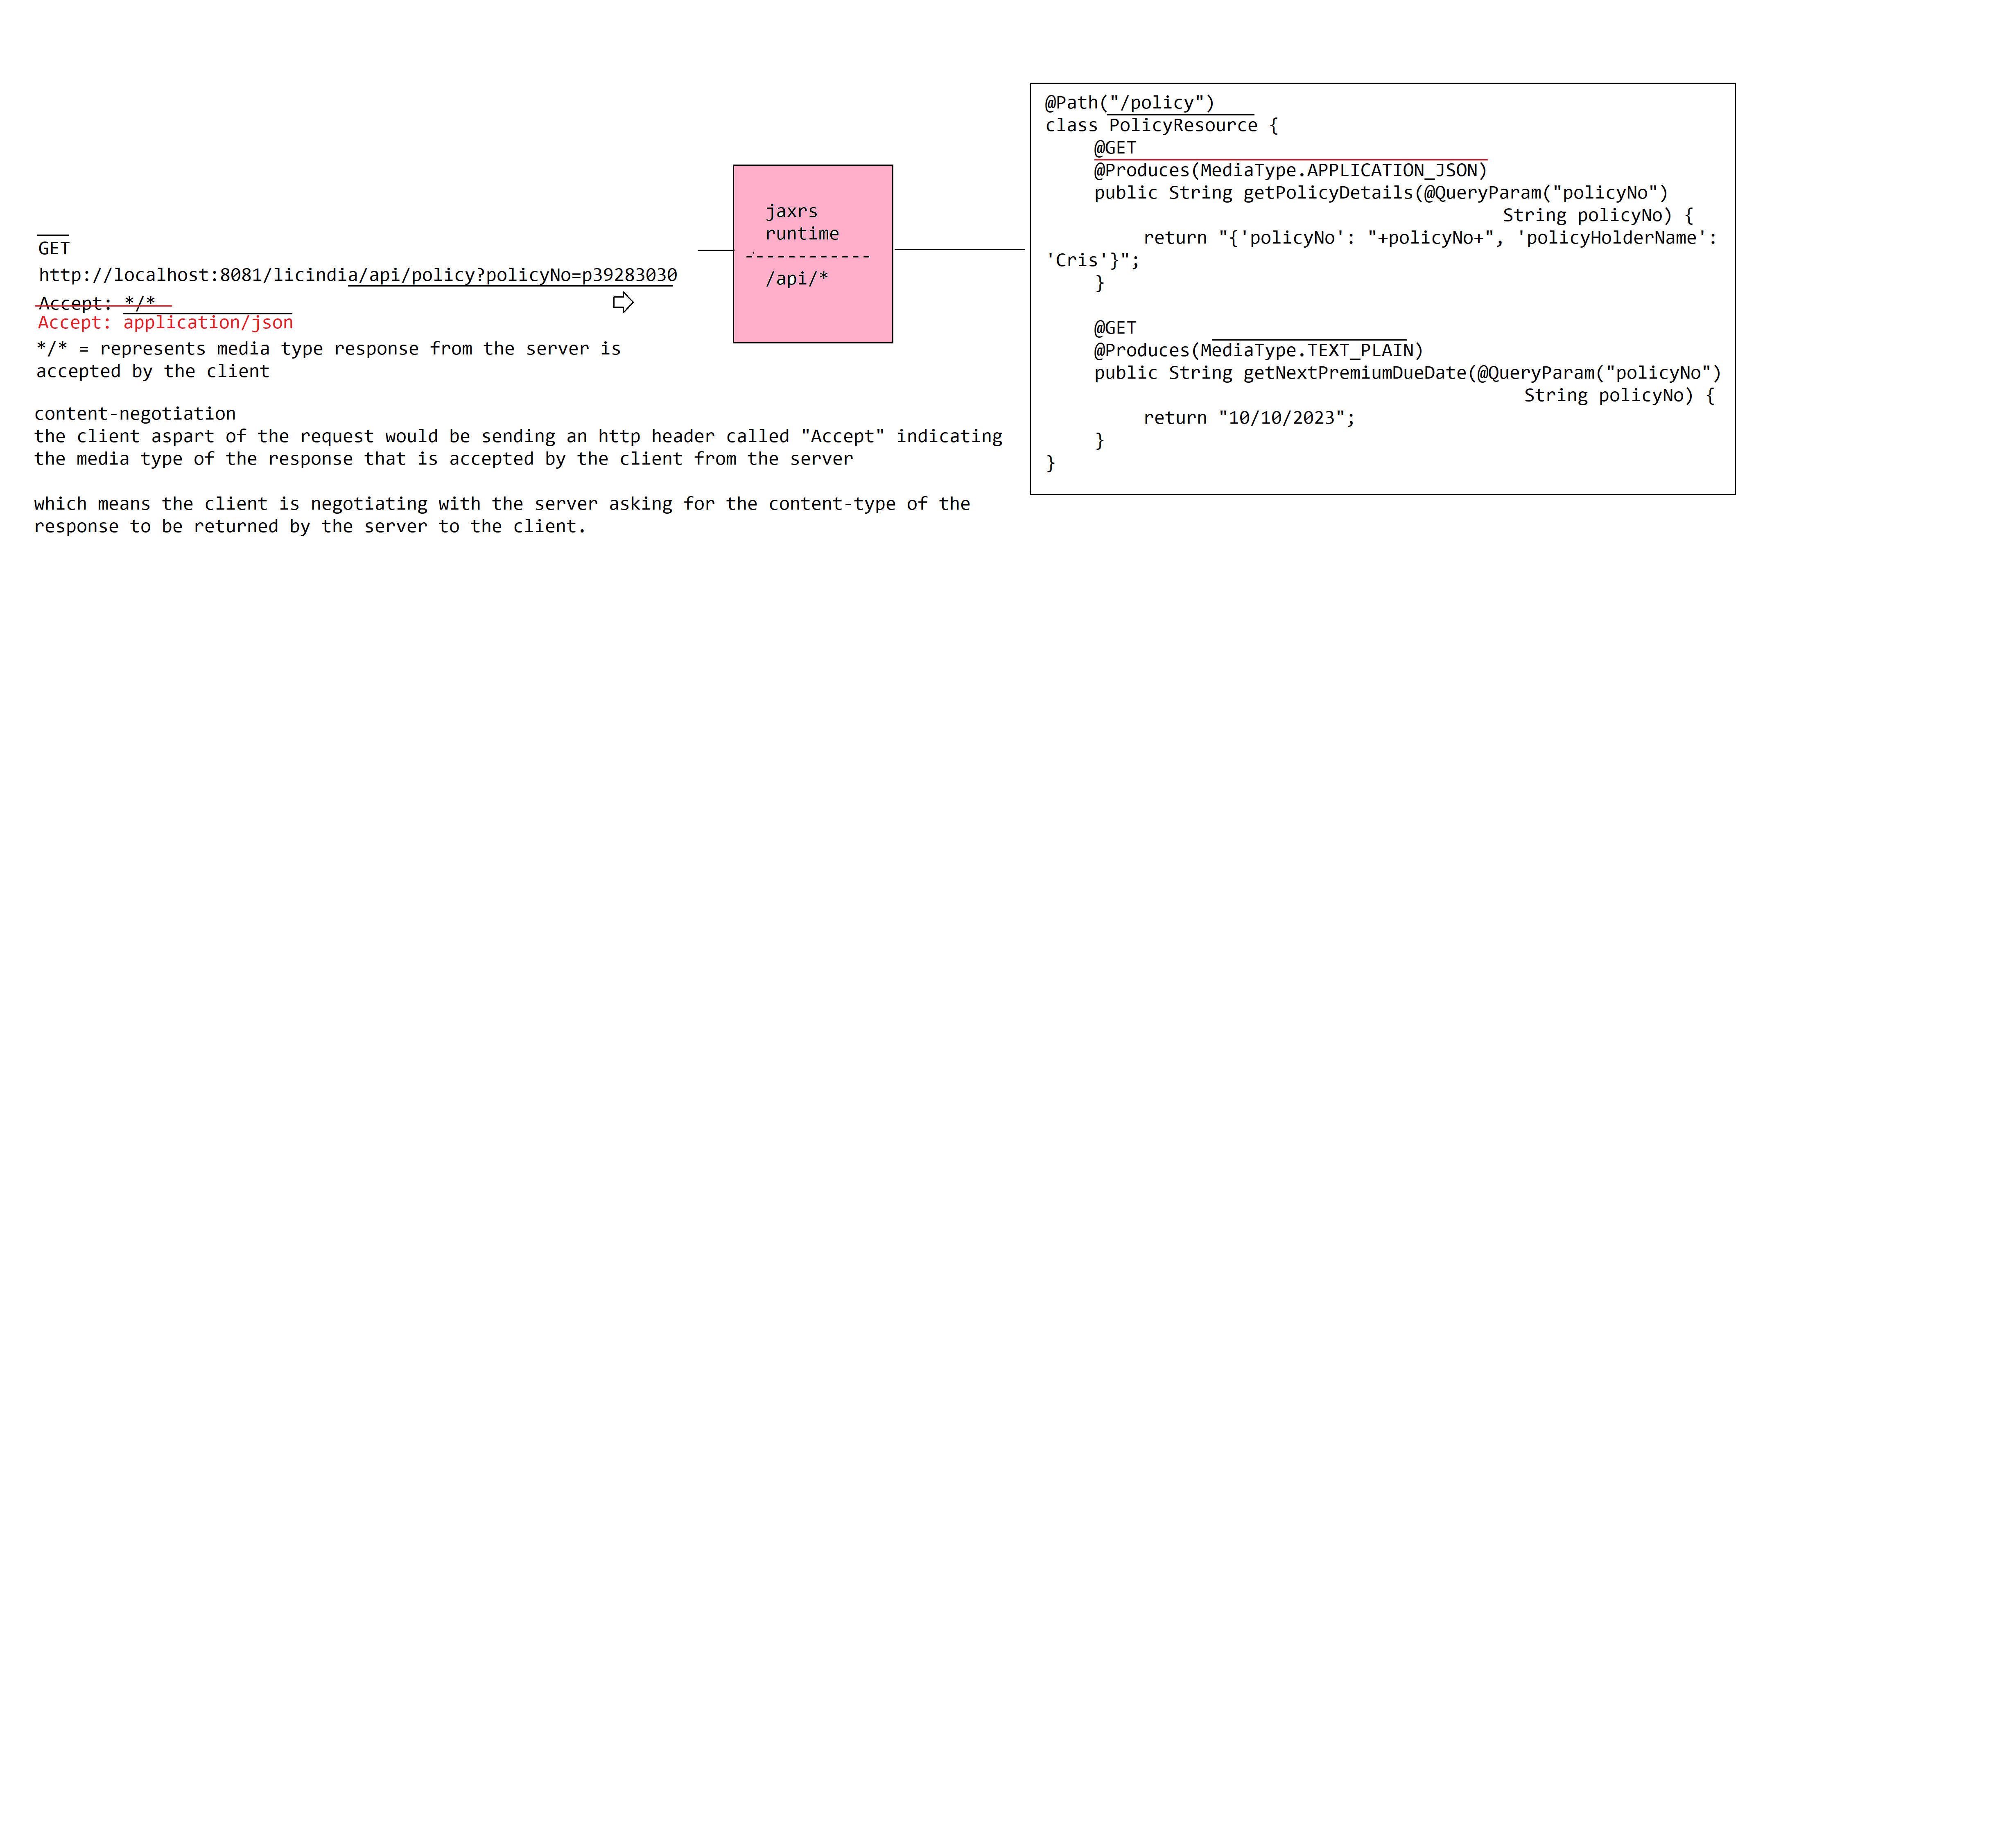 GET
http://localhost:8081/licindia/api/policy?policyNo=p39283030
Accept: */*
Accept: application/json
*/* = represents media type response from the server is
accepted by the client
content-negotiation
the client aspart of the request would be sending an http header called "Accept" indicating
the media type of the response that is accepted by the client from the server
which means the client is negotiating with the server asking for the content-type of the
response to be returned by the server to the client.
jaxrs
runtime
------------
/api/*
@Path("/policy")
class PolicyResource {
@GET
@Produces(MediaType.APPLICATION_JSON)
public String getPolicyDetails(@QueryParam("policyNo")
String policyNo) {
return "{'policyNo': "+policyNo+", 'policyHolderName':
'Cris'}";
}
@GET
@Produces(MediaType.TEXT_PLAIN)
public String getNextPremiumDueDate(@QueryParam("policyNo")
String policyNo) {
return "10/10/2023";
}
}